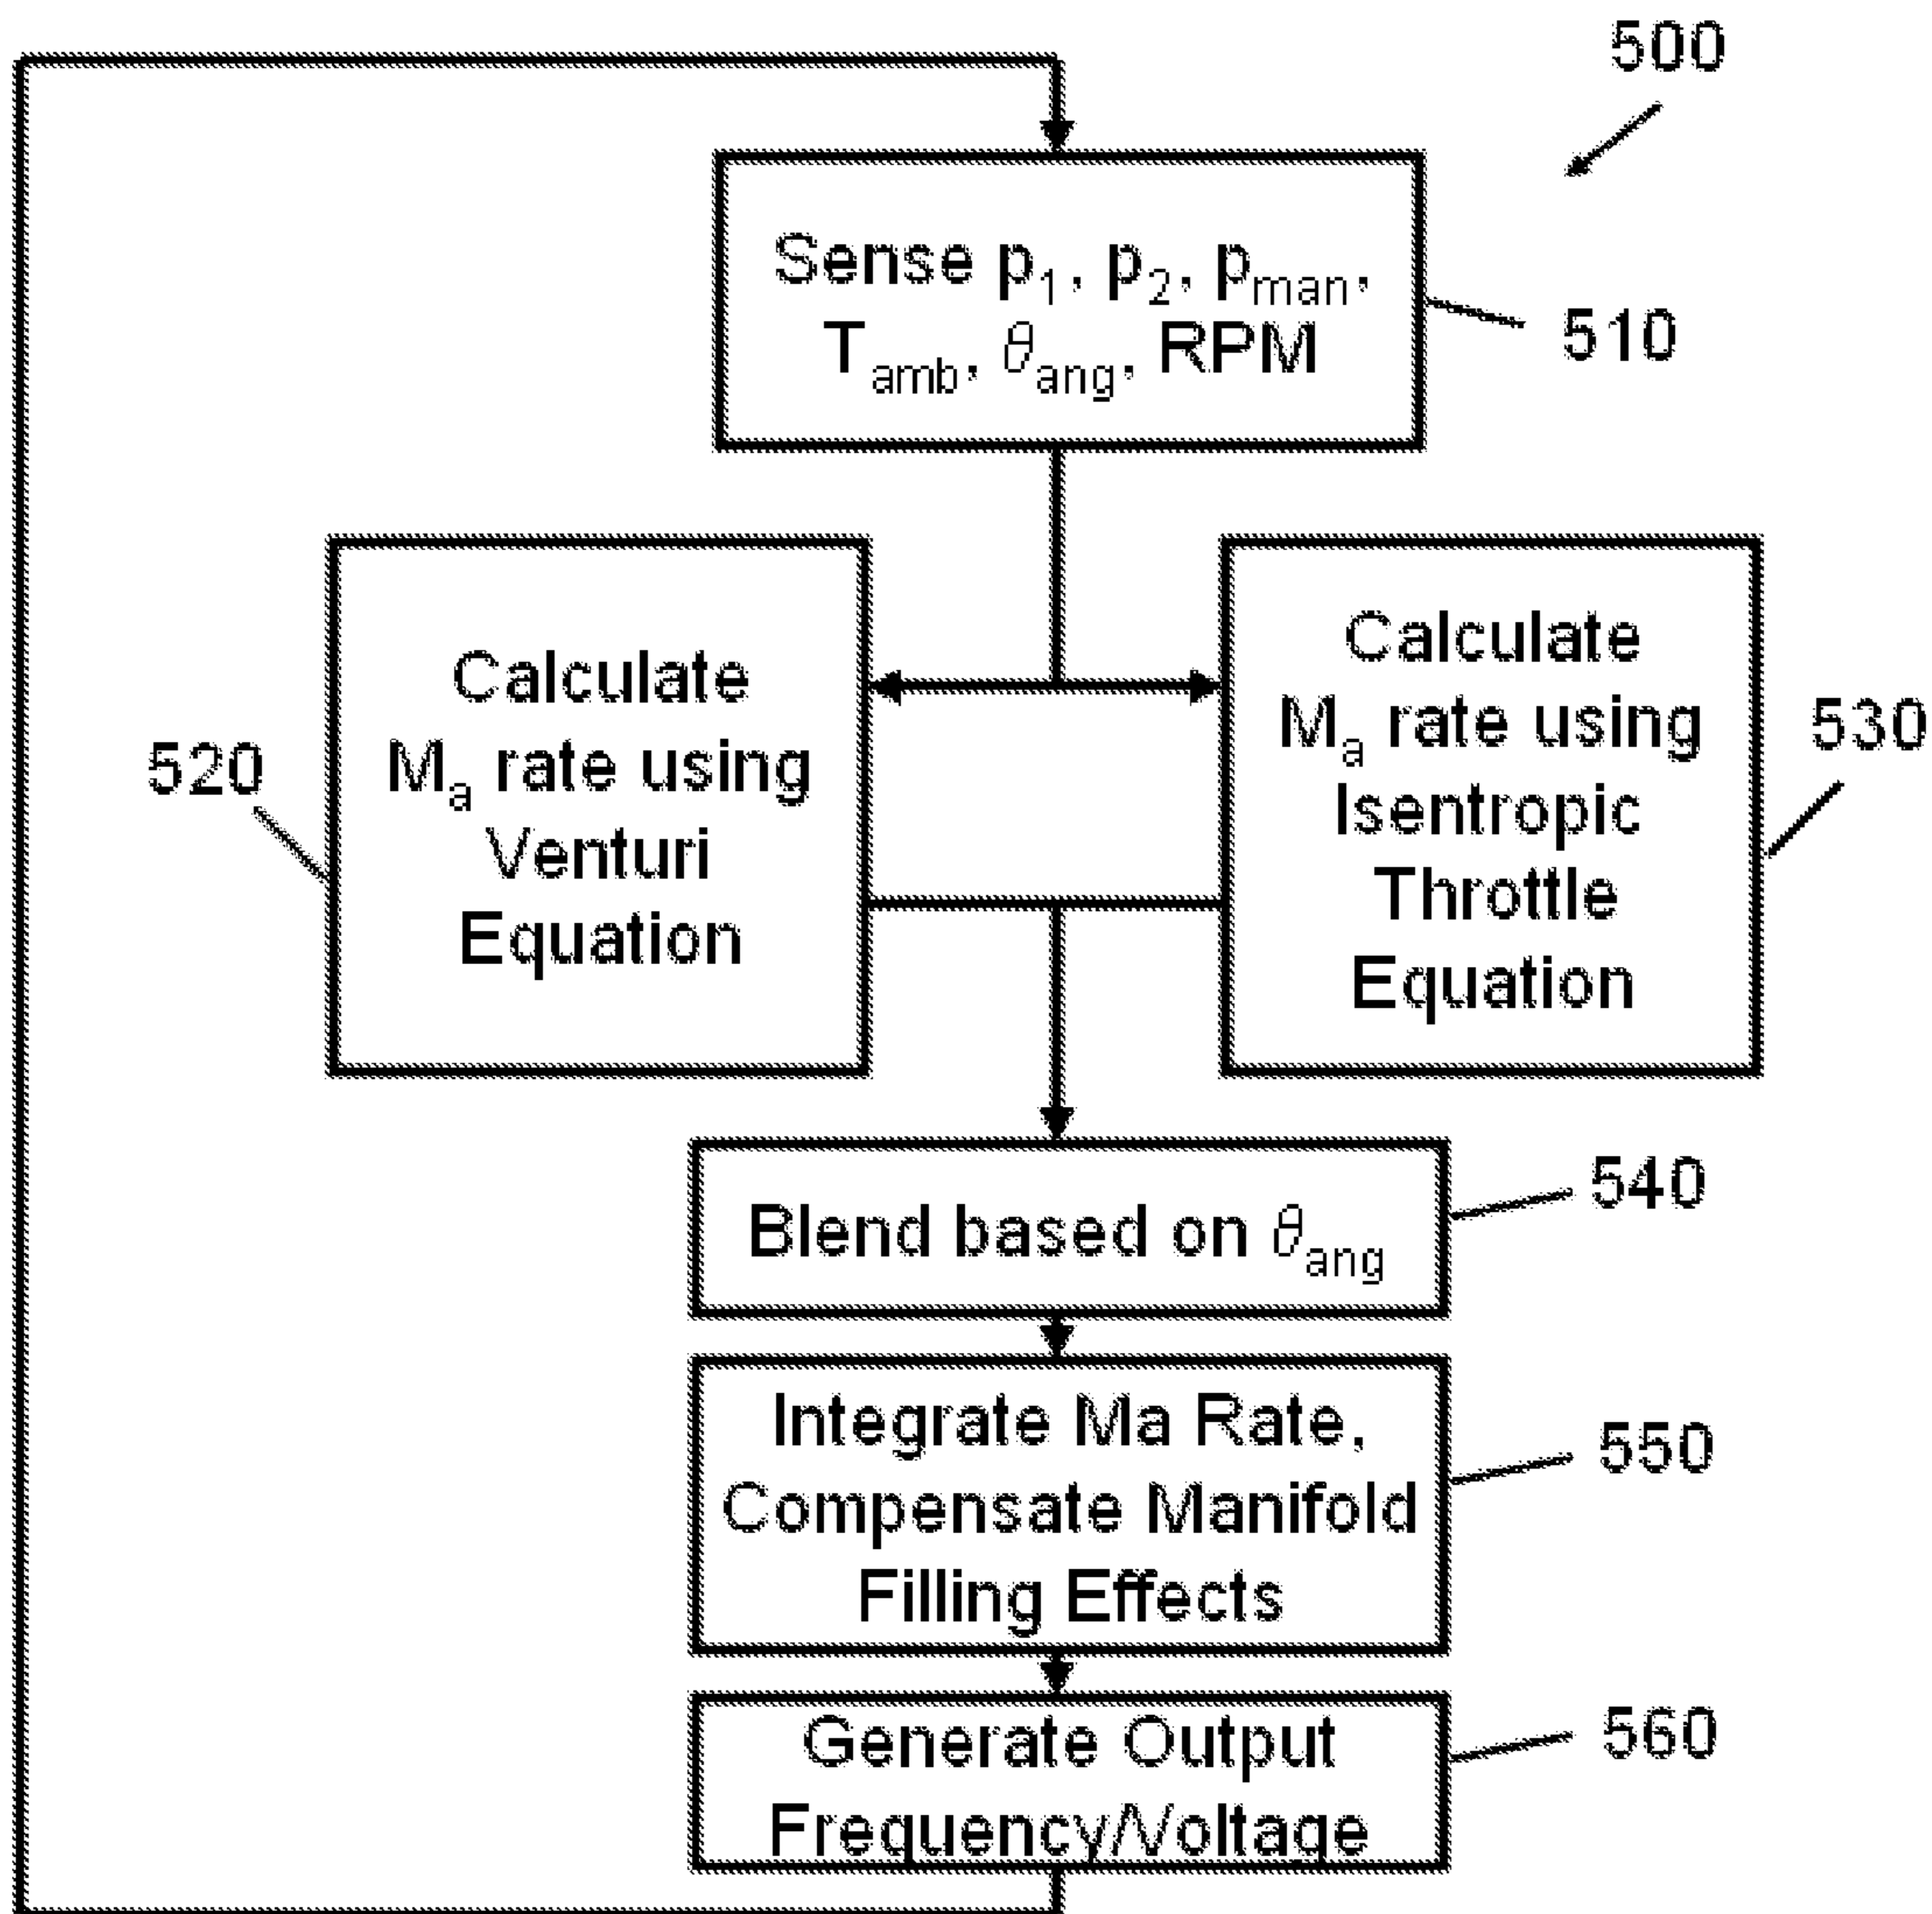 500
Sense p₁, p₂, pman,
Tamb, θang, RPM
510
Calculate
Ma rate using
Venturi
Equation
520
Calculate
Ma rate using
Isentropic
Throttle
Equation
530
Blend based on θang
540
Integrate Ma Rate,
Compensate Manifold
Filling Effects
550
Generate Output
Frequency/Voltage
560